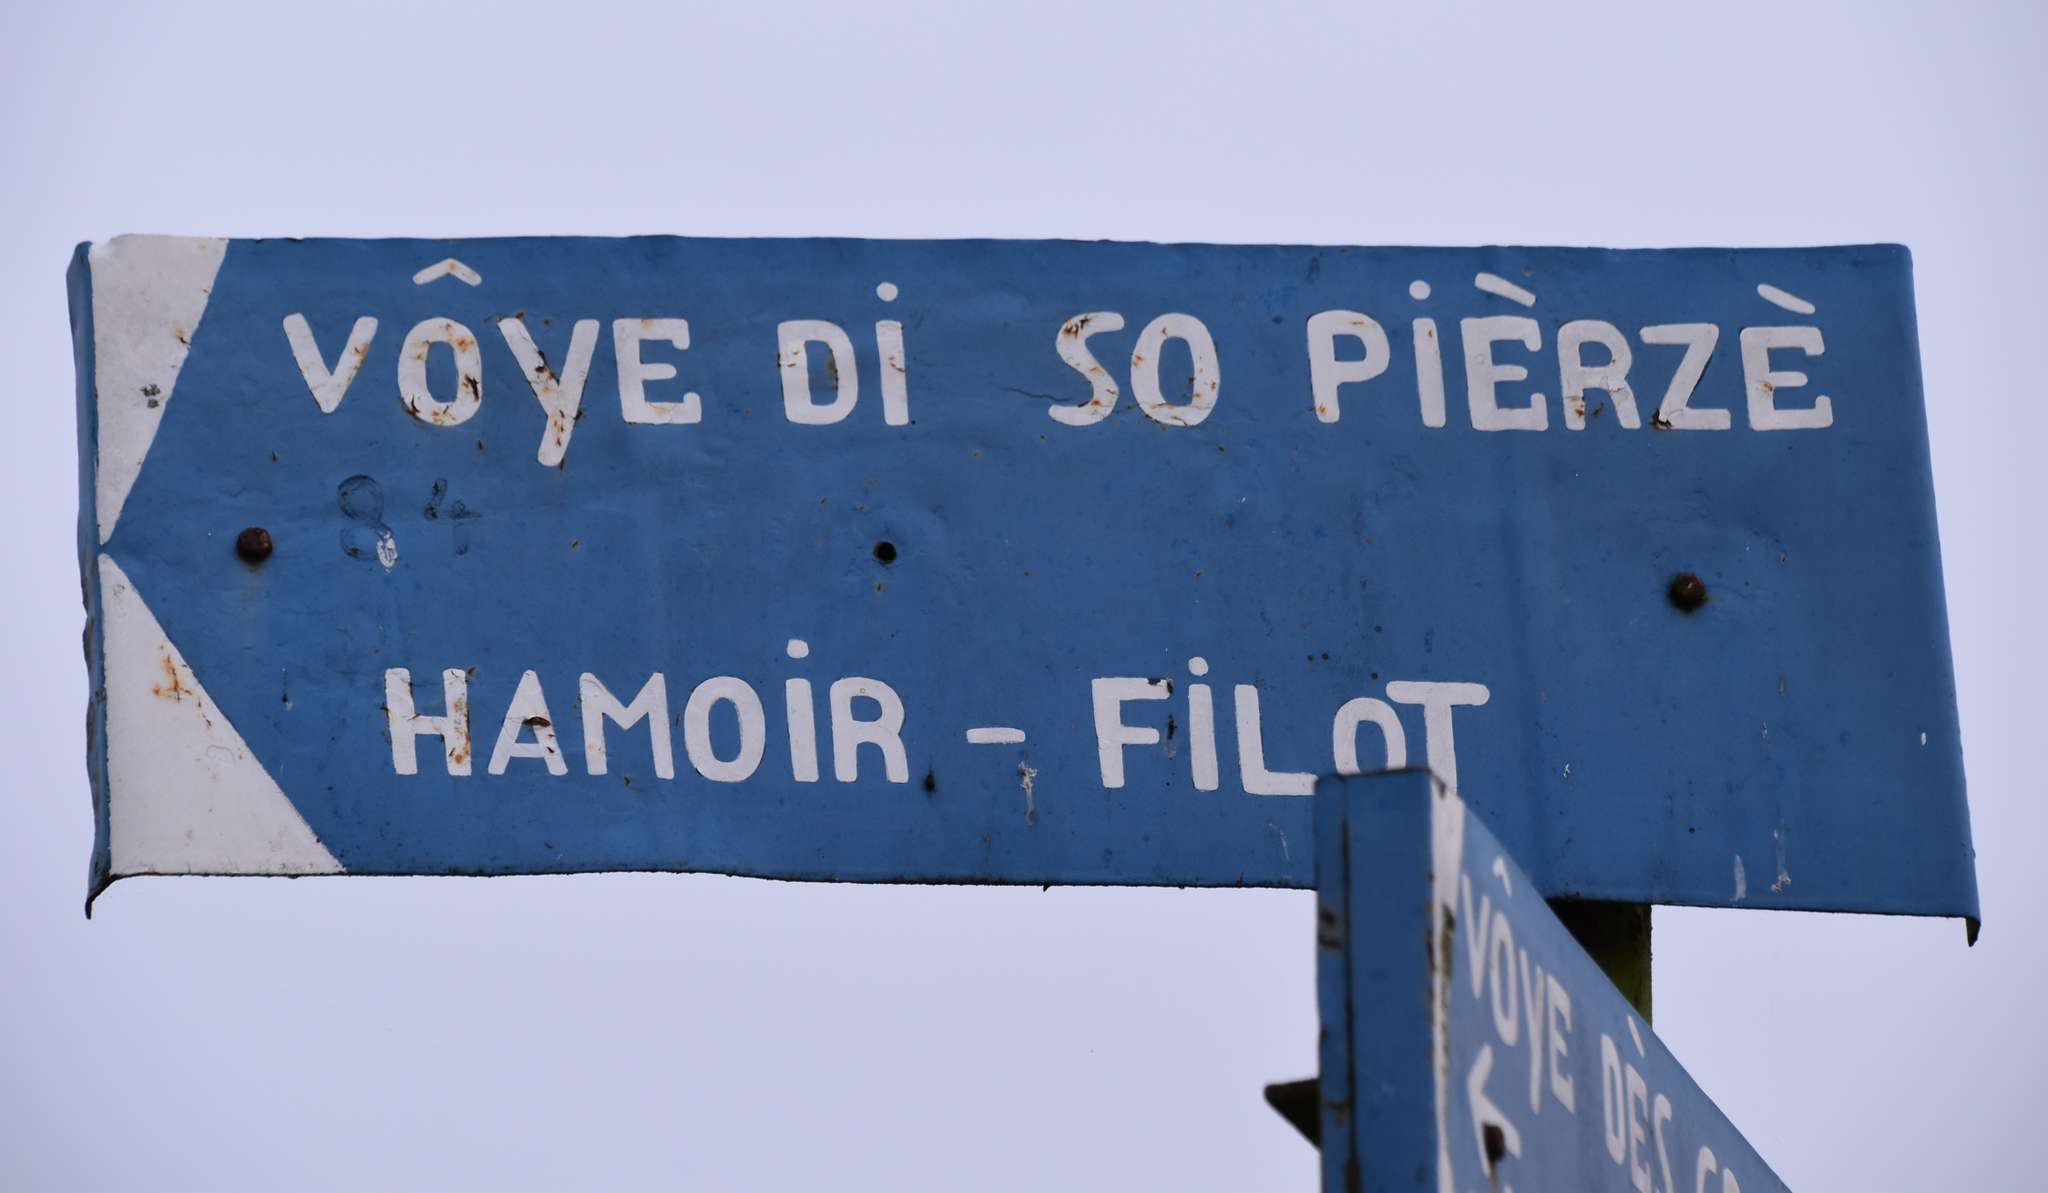 VÔYE DI SO PIÈRZÈ
84
HAMOIR - FILOT
VÔYE DÈS